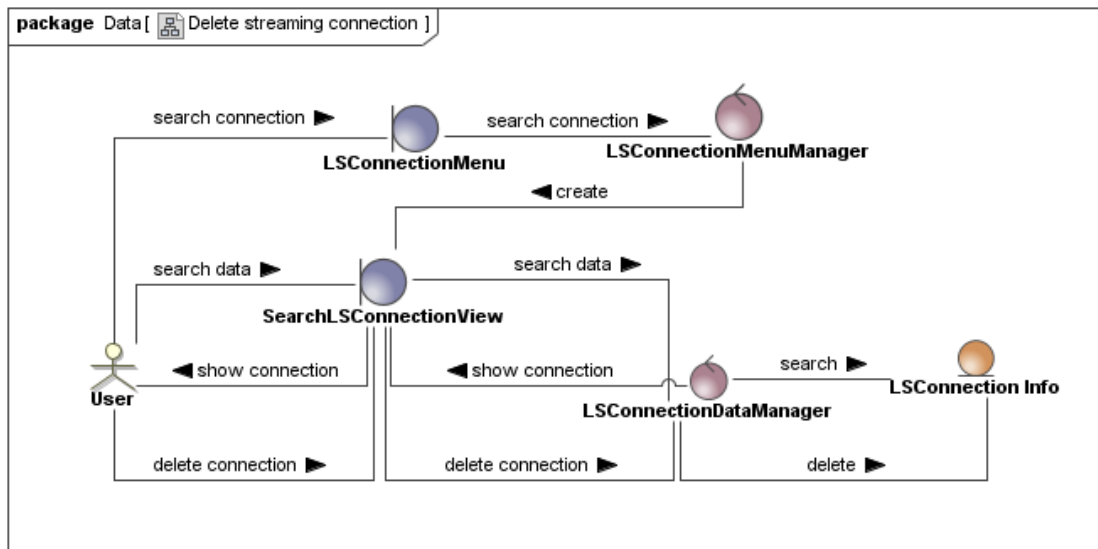 package Data [ Delete streaming connection ]
search connection
search connection
LSConnectionMenu
LSConnectionMenuManager
create
search data
search data
SearchLSConnectionView
show connection
show connection
search
User
LSConnectionDataManager
LSConnection Info
delete connection
delete connection
delete